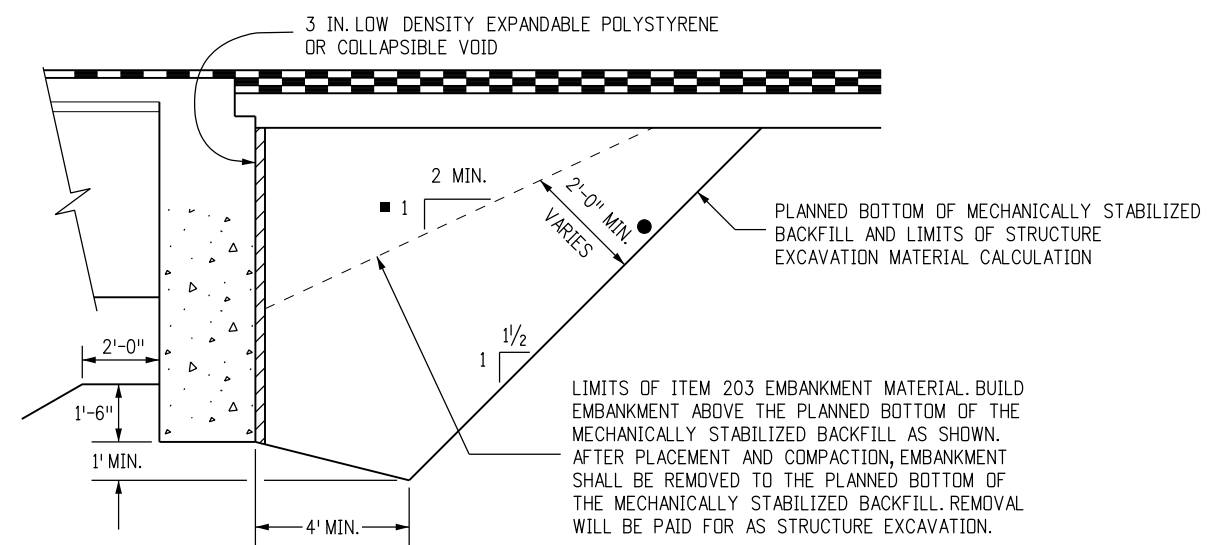 3 IN. LOW DENSITY EXPANDABLE POLYSTYRENE
OR COLLAPSIBLE VOID
2 MIN.
■ 1
2'-0" MIN. ●
VARIES
PLANNED BOTTOM OF MECHANICALLY STABILIZED
BACKFILL AND LIMITS OF STRUCTURE
EXCAVATION MATERIAL CALCULATION
1½
1
2'-0"
1'-6"
1' MIN.
4' MIN.
LIMITS OF ITEM 203 EMBANKMENT MATERIAL. BUILD
EMBANKMENT ABOVE THE PLANNED BOTTOM OF THE
MECHANICALLY STABILIZED BACKFILL AS SHOWN.
AFTER PLACEMENT AND COMPACTION, EMBANKMENT
SHALL BE REMOVED TO THE PLANNED BOTTOM OF
THE MECHANICALLY STABILIZED BACKFILL. REMOVAL
WILL BE PAID FOR AS STRUCTURE EXCAVATION.